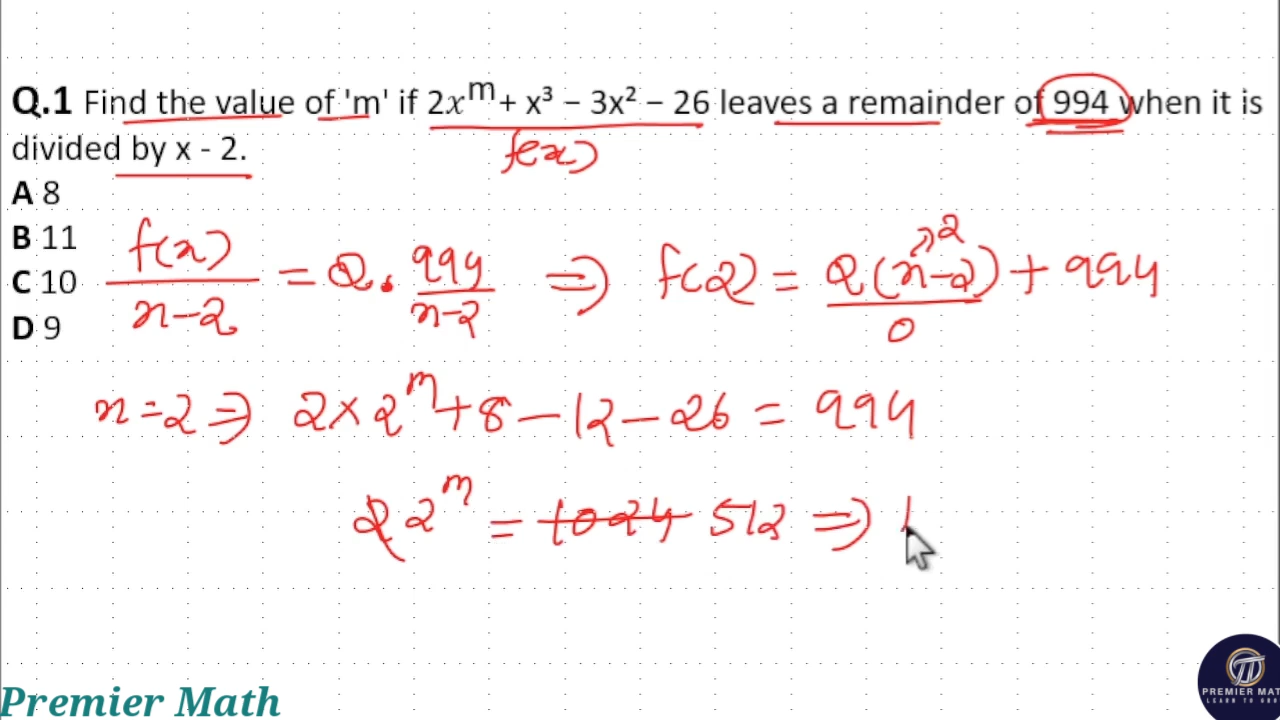 Q.1 Find the value of 'm' if 2x^m + x³ − 3x² − 26 leaves a remainder of 994 when it is
divided by x - 2.
f(x)
A 8
B 11
C 10
D 9
f(x)/x−2 = Q. 994/x−2 ⇒ f(2) = Q(x−2) + 994
2
0
x=2 ⇒ 2×2^m + 8 − 12 − 26 = 994
2 2^m = 1024 512 ⇒
Premier Math
PREMIER MAT
LEARN TO